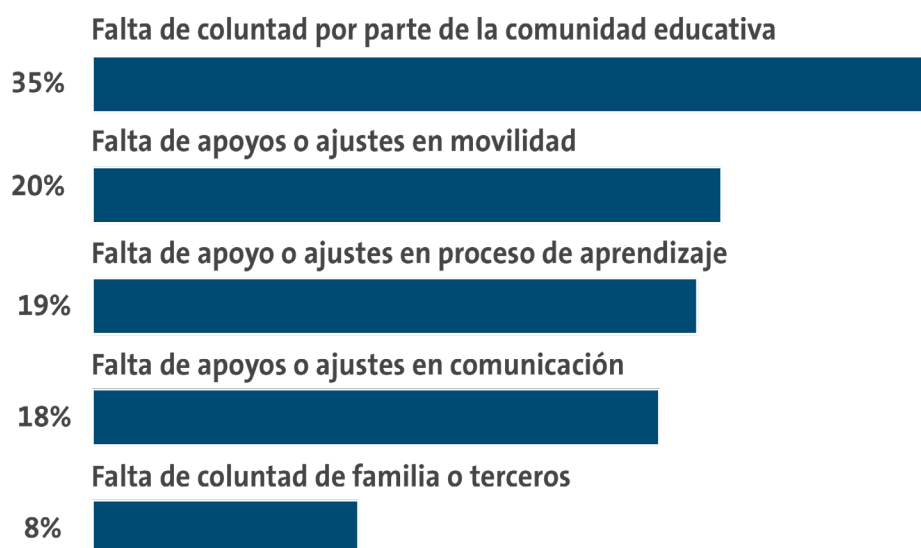 Falta de coluntad por parte de la comunidad educativa
35%
Falta de apoyos o ajustes en movilidad
20%
Falta de apoyo o ajustes en proceso de aprendizaje
19%
Falta de apoyos o ajustes en comunicación
18%
Falta de coluntad de familia o terceros
8%